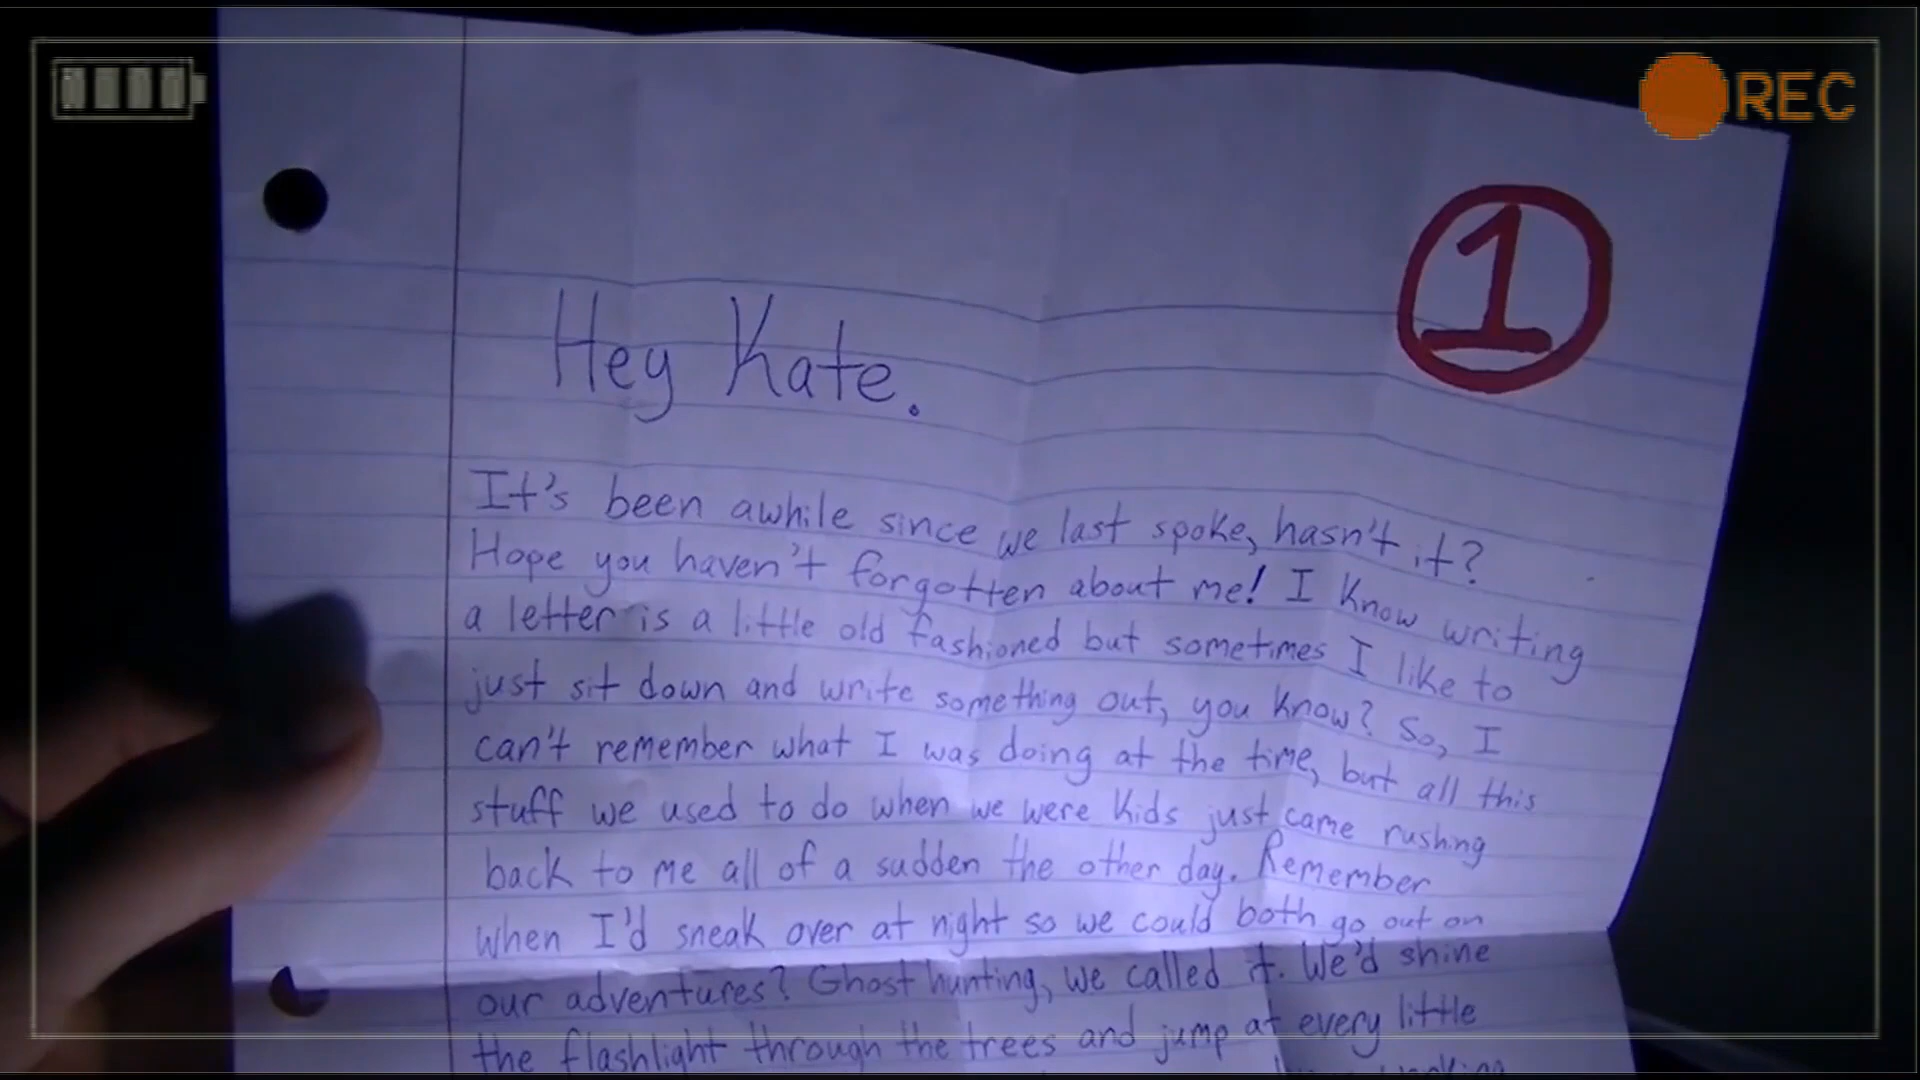 REC
1
Hey Kate.
It's been awhile since we last spoke, hasn't it?
Hope you haven't forgotten about me! I know writing
a letter is a little old fashioned but sometimes I like to
just sit down and write something out, you know? So, I
can't remember what I was doing at the time, but all this
stuff we used to do when we were kids just came rushing
back to me all of a sudden the other day. Remember
when I'd sneak over at night so we could both go out on
our adventures? Ghost hunting, we called it. We'd shine
the flashlight through the trees and jump at every little